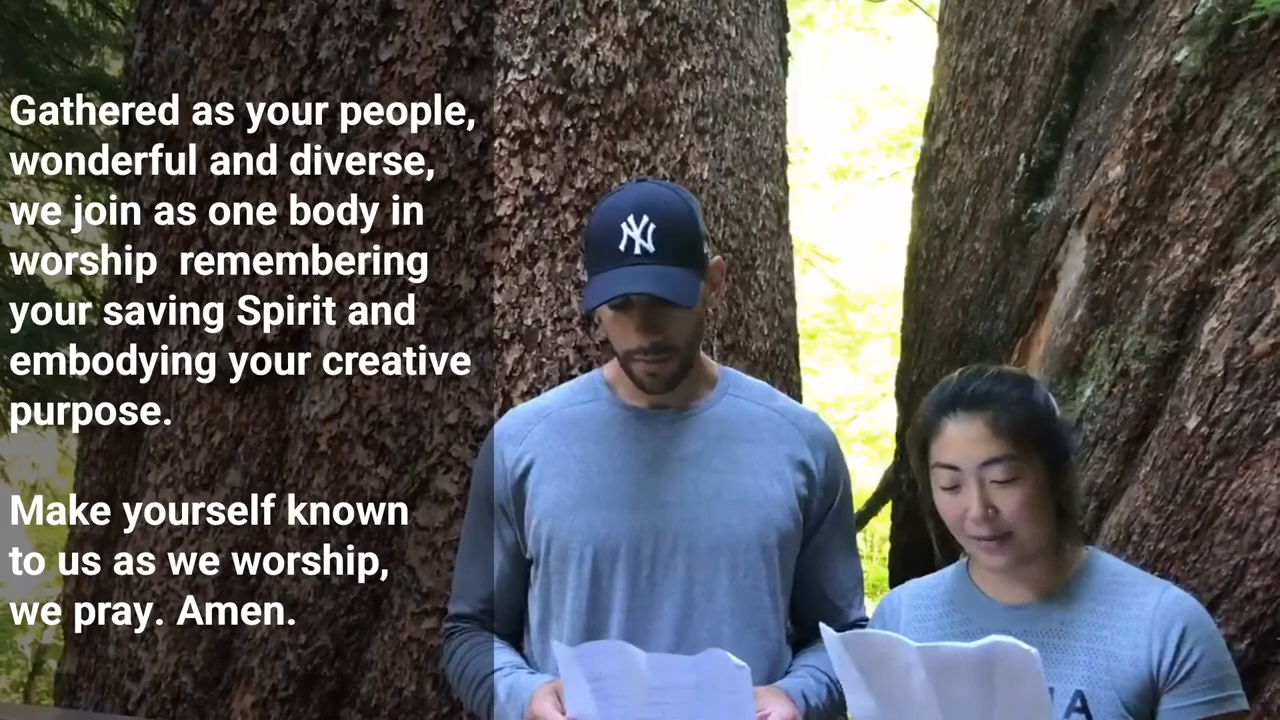 Gathered as your people,
wonderful and diverse,
we join as one body in
worship  remembering
your saving Spirit and
embodying your creative
purpose.
Make yourself known
to us as we worship,
we pray. Amen.
NY